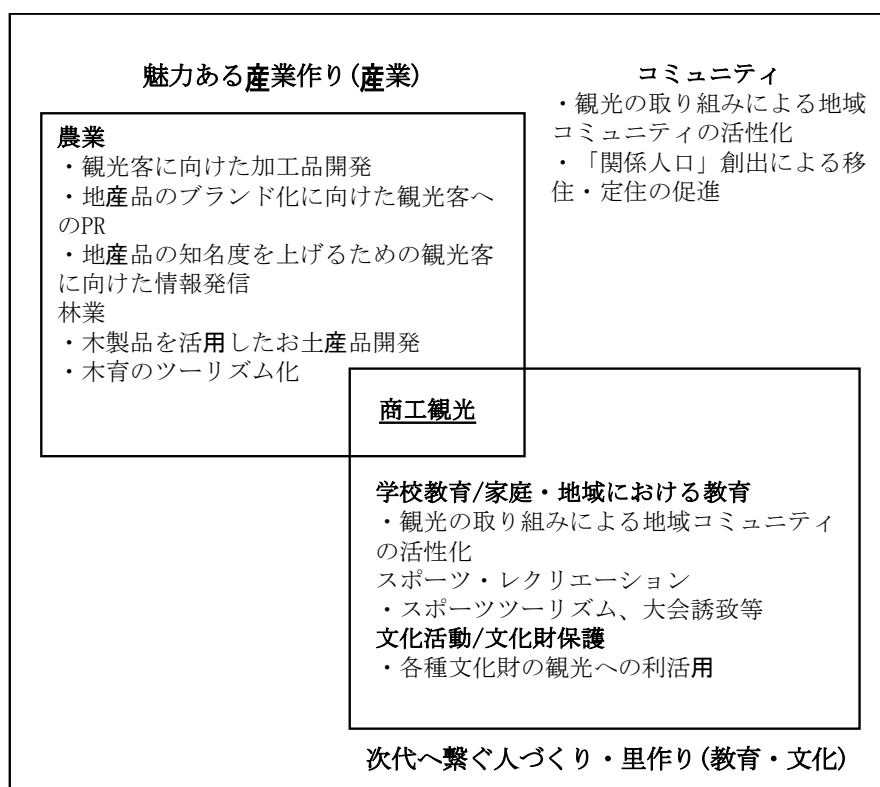 魅力ある産業作り(産業)
農業
・観光客に向けた加工品開発
・地産品のブランド化に向けた観光客へ
のPR
・地産品の知名度を上げるための観光客
に向けた情報発信
林業
・木製品を活用したお土産品開発
・木育のツーリズム化
コミュニティ
・観光の取り組みによる地域
コミュニティの活性化
・「関係人口」創出による移
住・定住の促進
商工観光
学校教育/家庭・地域における教育
・観光の取り組みによる地域コミュニティ
の活性化
スポーツ・レクリエーション
・スポーツツーリズム、大会誘致等
文化活動/文化財保護
・各種文化財の観光への利活用
次代へ繋ぐ人づくり・里作り(教育・文化)